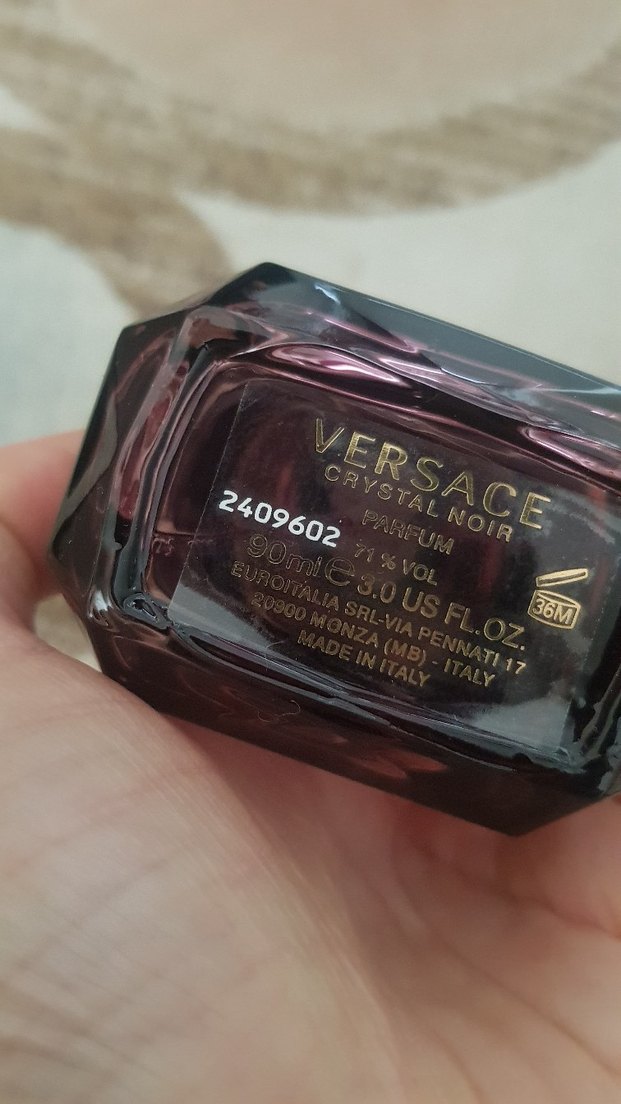 VERSACE
CRYSTAL NOIR
2409602
PARFUM
71 % VOL
90ml ℮ 3.0 US FL.OZ.
EUROITALIA SRL-VIA PENNATI 17
20900 MONZA (MB) - ITALY
MADE IN ITALY
36M